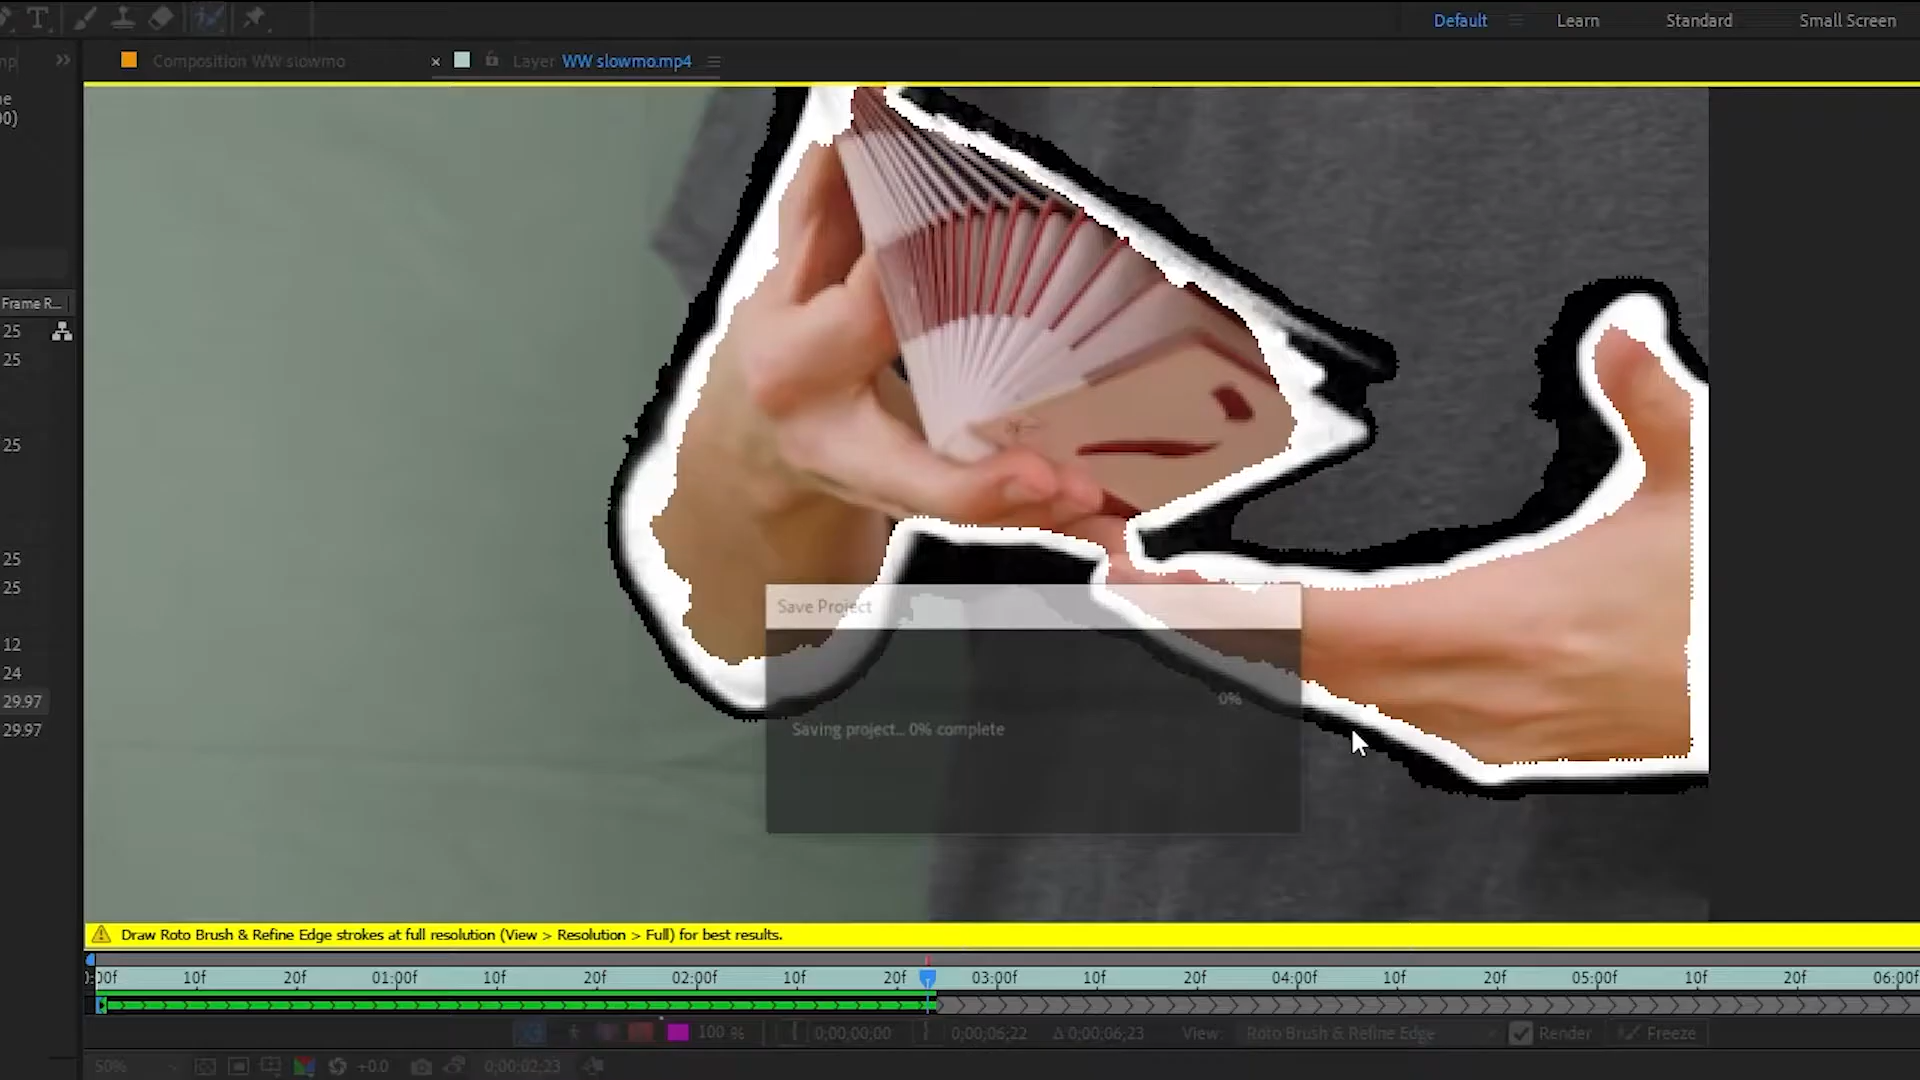 T
Default
Learn
Standard
Small Screen
Composition WW slowmo
× Layer WW slowmo.mp4
Frame R...
25
25
25
25
25
12
24
29.97
29.97
Save Project
0%
Saving project... 0% complete
Draw Roto Brush & Refine Edge strokes at full resolution (View > Resolution > Full) for best results.
00f 10f 20f 01:00f 10f 20f 02:00f 10f 20f 03:00f 10f 20f 04:00f 10f 20f 05:00f 10f 20f 06:00f
100 % 0;00;00;00 0;00;06;22 Δ 0;00;06;23 View: Roto Brush & Refine Edge Render Freeze
50% +0.0 0;00;02;23